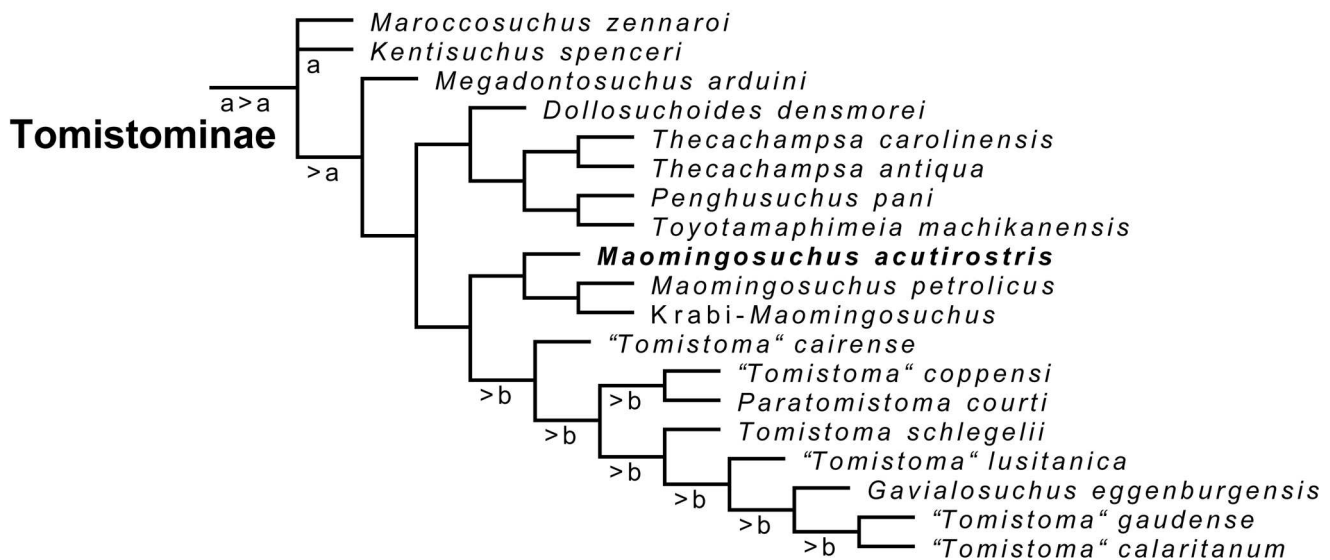 Maroccosuchus zennaroi
Kentisuchus spenceri
a
Megadontosuchus arduini
a>a
Dollosuchoides densmorei
Tomistominae
Thecachampsa carolinensis
>a
Thecachampsa antiqua
Penghusuchus pani
Toyotamaphimeia machikanensis
Maomingosuchus acutirostris
Maomingosuchus petrolicus
Krabi-Maomingosuchus
"Tomistoma“ cairense
"Tomistoma“ coppensi
>b
>b
Paratomistoma courti
Tomistoma schlegelii
>b
"Tomistoma“ lusitanica
>b
Gavialosuchus eggenburgensis
>b
"Tomistoma“ gaudense
>b
"Tomistoma“ calaritanum
>b